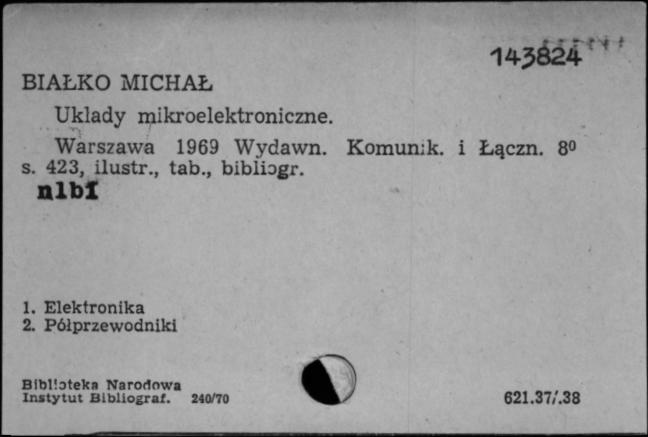 143824
BIAŁKO MICHAŁ
Układy mikroelektroniczne.
Warszawa 1969 Wydawn. Komunik. i Łączn. 8º
s. 423, ilustr., tab., bibliogr.
nlbI
1. Elektronika
2. Półprzewodniki
Biblioteka Narodowa
Instytut Bibliograf. 240/70
621.37/.38